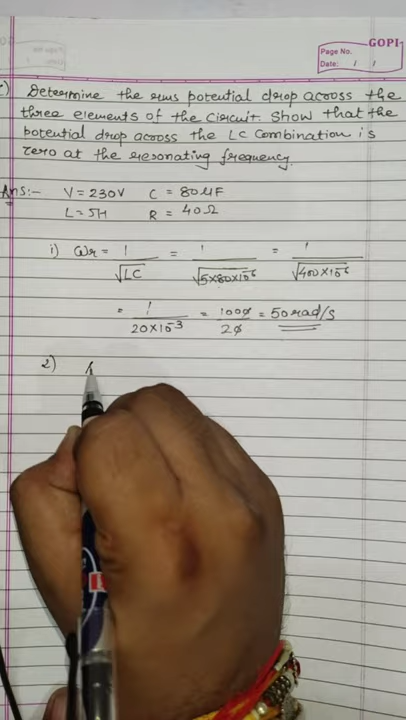 GOPI
Page No.
Date: / /
c) Determine the rms potential drop across the
three elements of the circuit. Show that the
potential drop across the LC combination is
zero at the resonating frequency.
Ans:- V = 230V C = 80 μF
L = 5H R = 40 Ω
i) ωr = 1/√LC = 1/√5×80×10⁻⁶ = 1/√400×10⁻⁶
= 1/20×10⁻³ = 1000/20 = 50 rad/s
2)